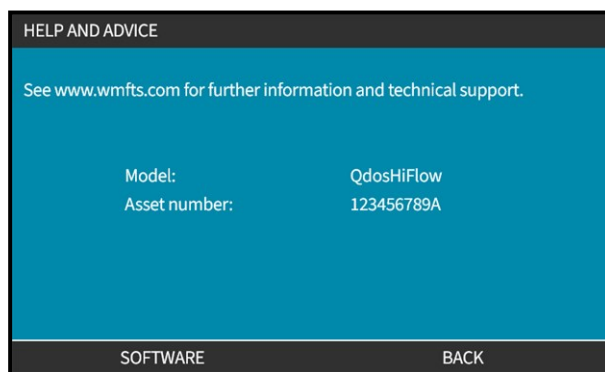 HELP AND ADVICE
See www.wmfts.com for further information and technical support.
Model: QdosHiFlow
Asset number: 123456789A
SOFTWARE BACK